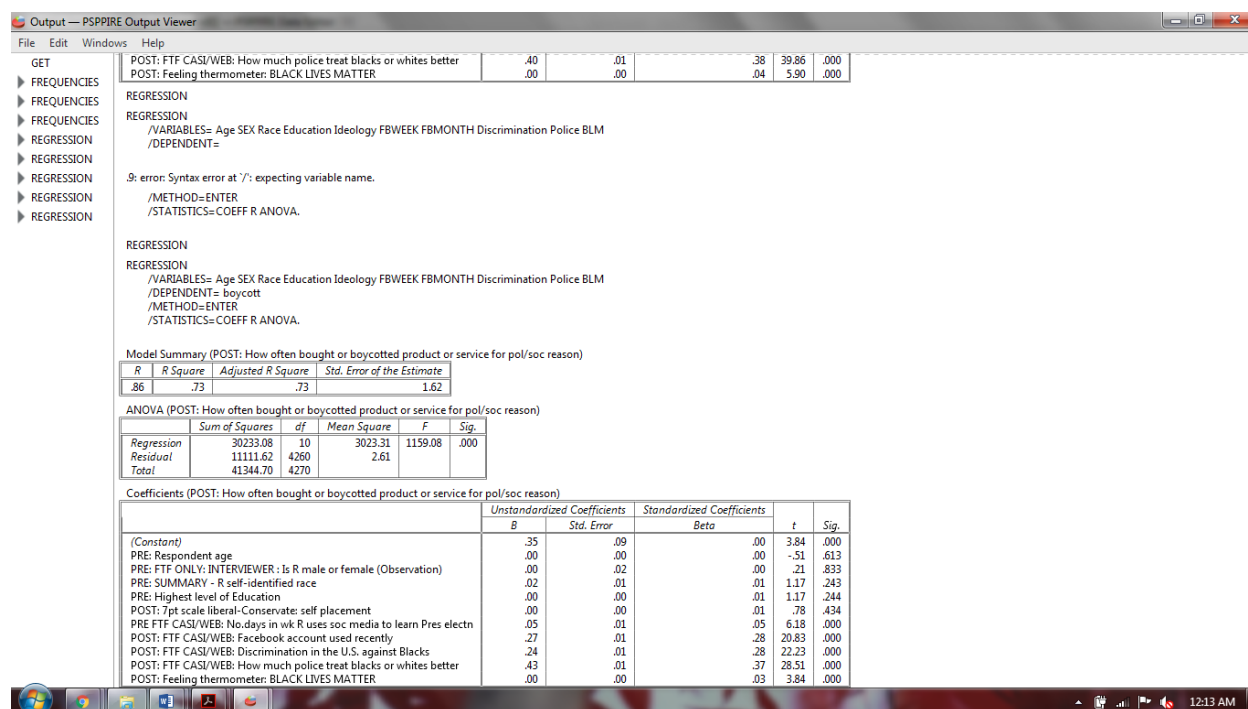 Output — PSPPIRE Output Viewer
File Edit Windows Help
GET
FREQUENCIES
FREQUENCIES
FREQUENCIES
REGRESSION
REGRESSION
REGRESSION
REGRESSION
REGRESSION
POST: FTF CASI/WEB: How much police treat blacks or whites better .40 .01 .38 39.86 .000
POST: Feeling thermometer: BLACK LIVES MATTER .00 .00 .04 5.90 .000
REGRESSION
REGRESSION
/VARIABLES= Age SEX Race Education Ideology FBWEEK FBMONTH Discrimination Police BLM
/DEPENDENT=
.9: error: Syntax error at `/': expecting variable name.
/METHOD=ENTER
/STATISTICS=COEFF R ANOVA.
REGRESSION
REGRESSION
/VARIABLES= Age SEX Race Education Ideology FBWEEK FBMONTH Discrimination Police BLM
/DEPENDENT= boycott
/METHOD=ENTER
/STATISTICS=COEFF R ANOVA.
Model Summary (POST: How often bought or boycotted product or service for pol/soc reason)
R R Square Adjusted R Square Std. Error of the Estimate
.86 .73 .73 1.62
ANOVA (POST: How often bought or boycotted product or service for pol/soc reason)
Sum of Squares df Mean Square F Sig.
Regression 30233.08 10 3023.31 1159.08 .000
Residual 11111.62 4260 2.61
Total 41344.70 4270
Coefficients (POST: How often bought or boycotted product or service for pol/soc reason)
Unstandardized Coefficients Standardized Coefficients
B Std. Error Beta t Sig.
(Constant) .35 .09 .00 3.84 .000
PRE: Respondent age .00 .00 .00 -.51 .613
PRE: FTF ONLY: INTERVIEWER : Is R male or female (Observation) .00 .02 .00 .21 .833
PRE: SUMMARY - R self-identified race .02 .01 .01 1.17 .243
PRE: Highest level of Education .00 .00 .01 1.17 .244
POST: 7pt scale liberal-Conservate: self placement .00 .00 .01 .78 .434
PRE FTF CASI/WEB: No.days in wk R uses soc media to learn Pres electn .05 .01 .05 6.18 .000
POST: FTF CASI/WEB: Facebook account used recently .27 .01 .28 20.83 .000
POST: FTF CASI/WEB: Discrimination in the U.S. against Blacks .24 .01 .28 22.23 .000
POST: FTF CASI/WEB: How much police treat blacks or whites better .43 .01 .37 28.51 .000
POST: Feeling thermometer: BLACK LIVES MATTER .00 .00 .03 3.84 .000
12:13 AM